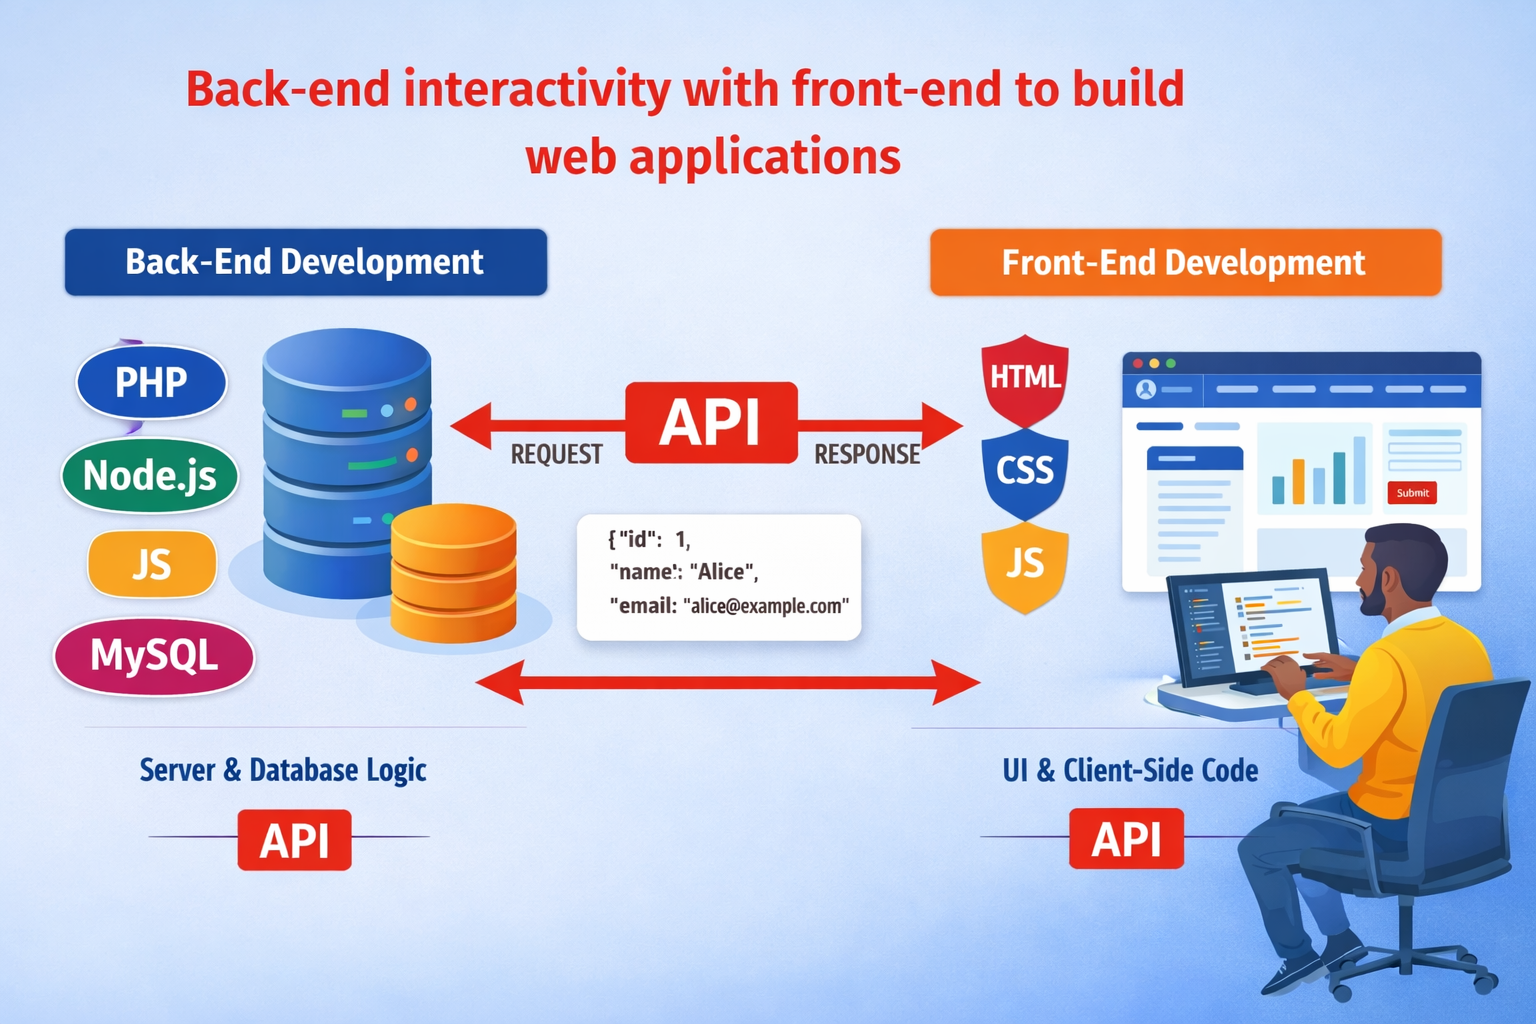 Back-end interactivity with front-end to build
web applications
Back-End Development
Front-End Development
PHP
Node.js
JS
MySQL
API
REQUEST
RESPONSE
{"id": 1,
"name': "Alice",
"email: "alice@example.com"
HTML
CSS
JS
Submit
Server & Database Logic
API
UI & Client-Side Code
API